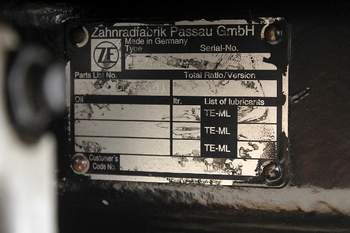 Zahnradfabrik Passau GmbH
ZF
Made in Germany
Type
Serial-No.
Parts List No.
Total Ratio/Version
Oil
ltr.
List of lubricants
TE-ML
TE-ML
TE-ML
Customer's
Code No.